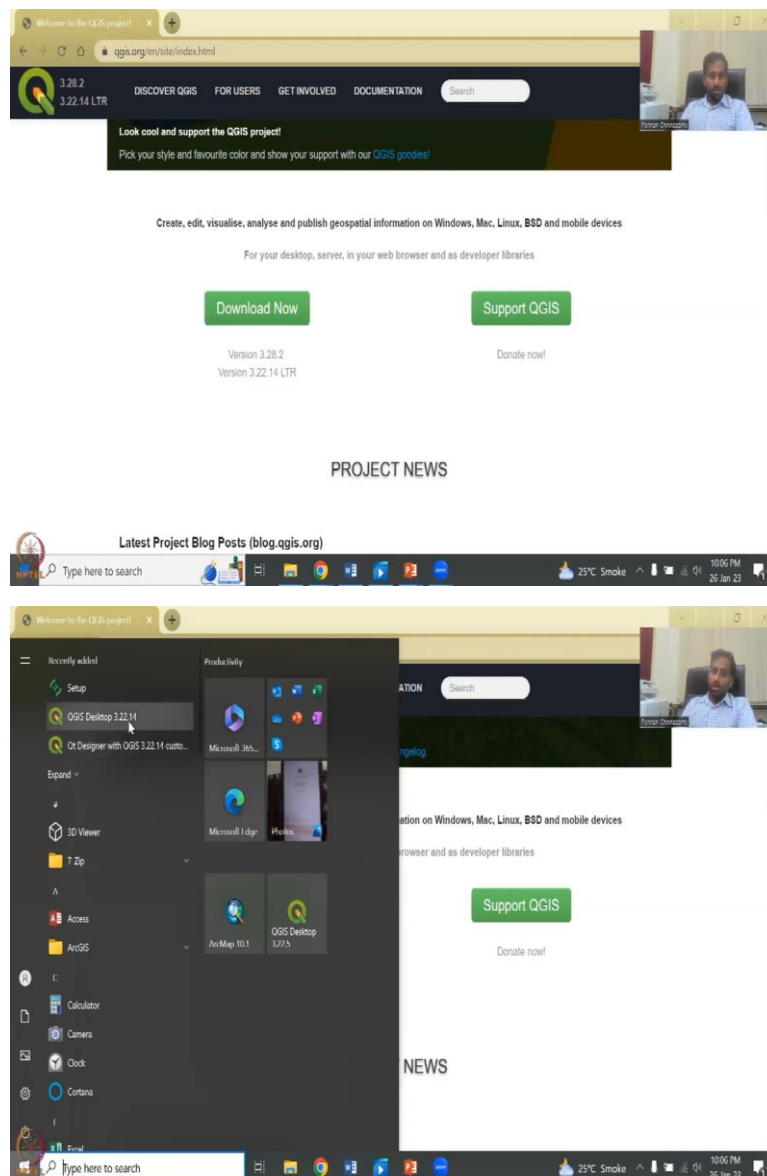 Welcome to the QGIS project!
qgis.org/en/site/index.html
3.28.2
3.22.14 LTR
DISCOVER QGIS FOR USERS GET INVOLVED DOCUMENTATION Search
Look cool and support the QGIS project!
Pick your style and favourite color and show your support with our QGIS goodies!
Create, edit, visualise, analyse and publish geospatial information on Windows, Mac, Linux, BSD and mobile devices
For your desktop, server, in your web browser and as developer libraries
Download Now Support QGIS
Version 3.28.2 Donate now!
Version 3.22.14 LTR
PROJECT NEWS
Latest Project Blog Posts (blog.qgis.org)
NPTEL
Type here to search 25°C Smoke 10:06 PM
26 Jan 23
Welcome to the QGIS project!
Recently added Productivity
Setup ATION Search
QGIS Desktop 3.22.14
Qt Designer with QGIS 3.22.14 custo... Microsoft 365... ngelog
Expand
#
3D Viewer Microsoft Edge Photos ation on Windows, Mac, Linux, BSD and mobile devices
7 Zip rowser and as developer libraries
A
Access Support QGIS
ArcGIS ArcMap 10.1 QGIS Desktop
3.22.5
Donate now!
C
Calculator
Camera
Clock NEWS
Cortana
Excel
Type here to search 25°C Smoke 10:06 PM
26 Jan 23